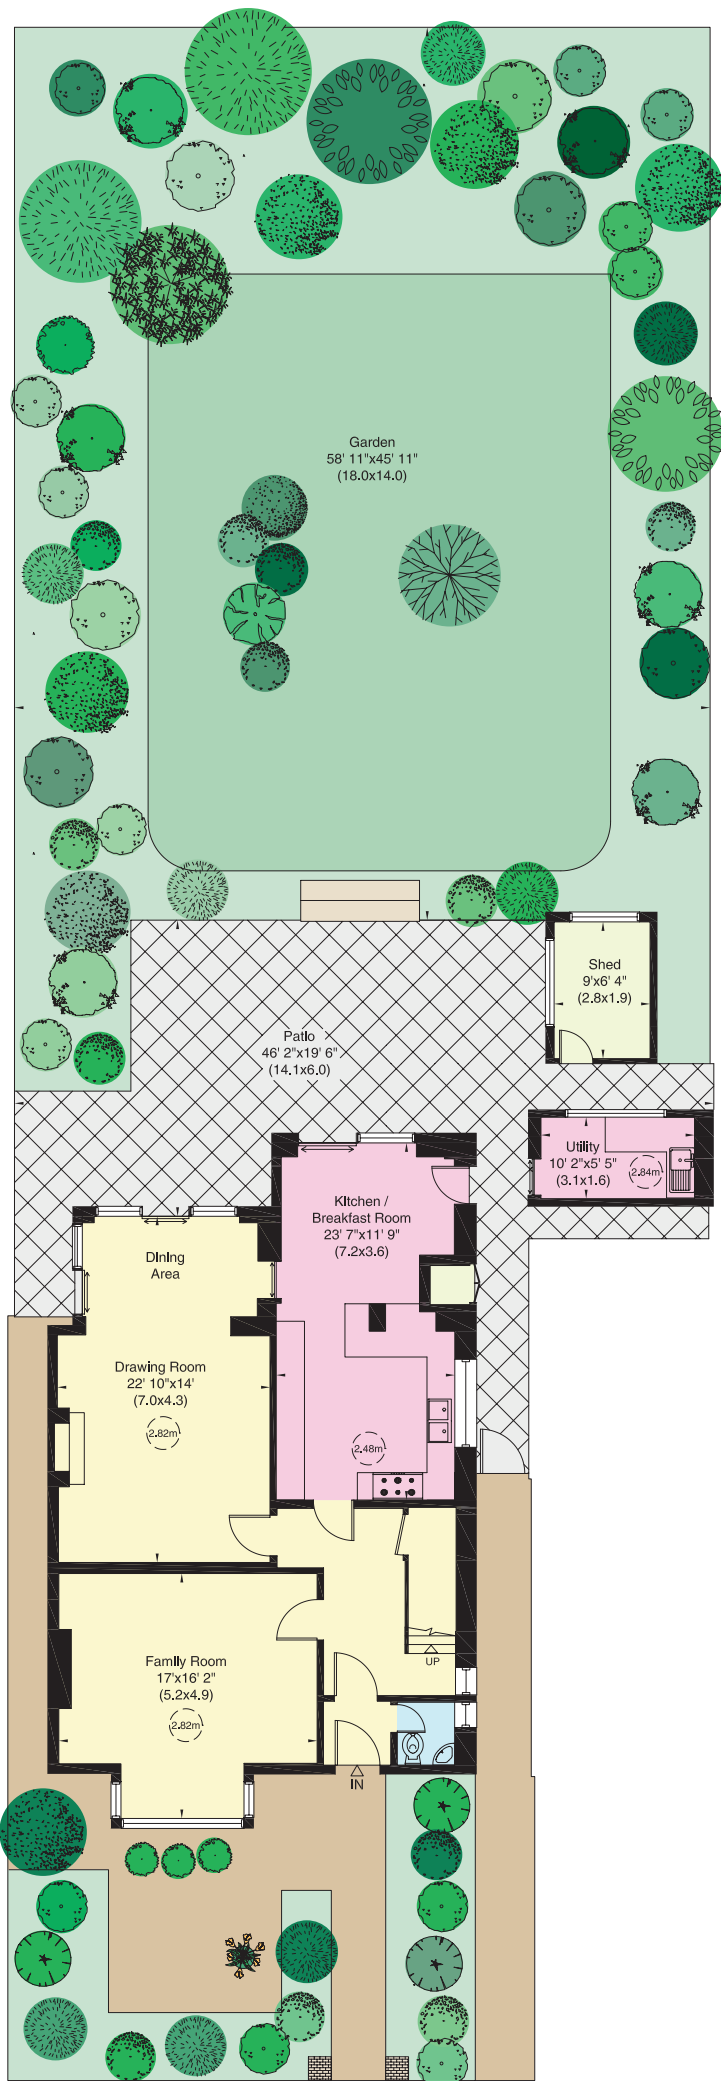 Garden
58' 11"x45' 11"
(18.0x14.0)
Shed
9'x6' 4"
(2.8x1.9)
Patio
46' 2"x19' 6"
(14.1x6.0)
Utility
10' 2"x5' 5"
(3.1x1.6)
2.84m
Kitchen /
Breakfast Room
23' 7"x11' 9"
(7.2x3.6)
Dining
Area
Drawing Room
22' 10"x14'
(7.0x4.3)
2.82m
2.48m
Family Room
17'x16' 2"
(5.2x4.9)
2.82m
UP
IN